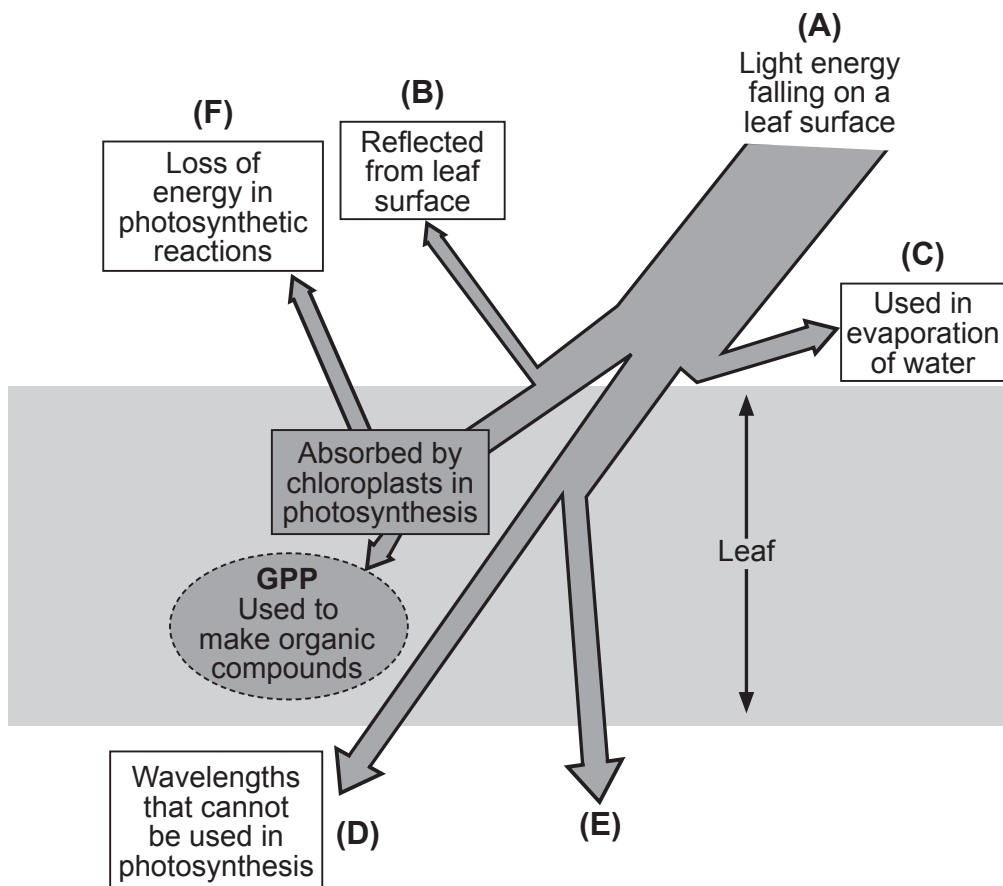 (A)
Light energy
falling on a
leaf surface
(B)
Reflected
from leaf
surface
(F)
Loss of
energy in
photosynthetic
reactions
(C)
Used in
evaporation
of water
Absorbed by
chloroplasts in
photosynthesis
Leaf
GPP
Used to
make organic
compounds
Wavelengths
that cannot
be used in
photosynthesis
(D)
(E)